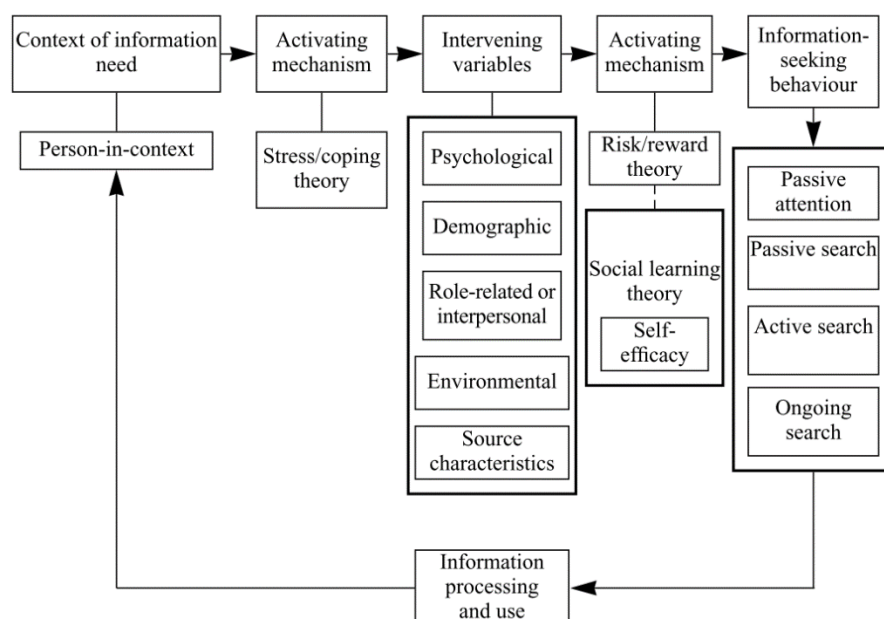 Context of information
need
Activating
mechanism
Intervening
variables
Activating
mechanism
Information-
seeking
behaviour
Person-in-context
Stress/coping
theory
Psychological
Demographic
Role-related or
interpersonal
Environmental
Source
characteristics
Risk/reward
theory
Social learning
theory
Self-
efficacy
Passive
attention
Passive search
Active search
Ongoing
search
Information
processing
and use